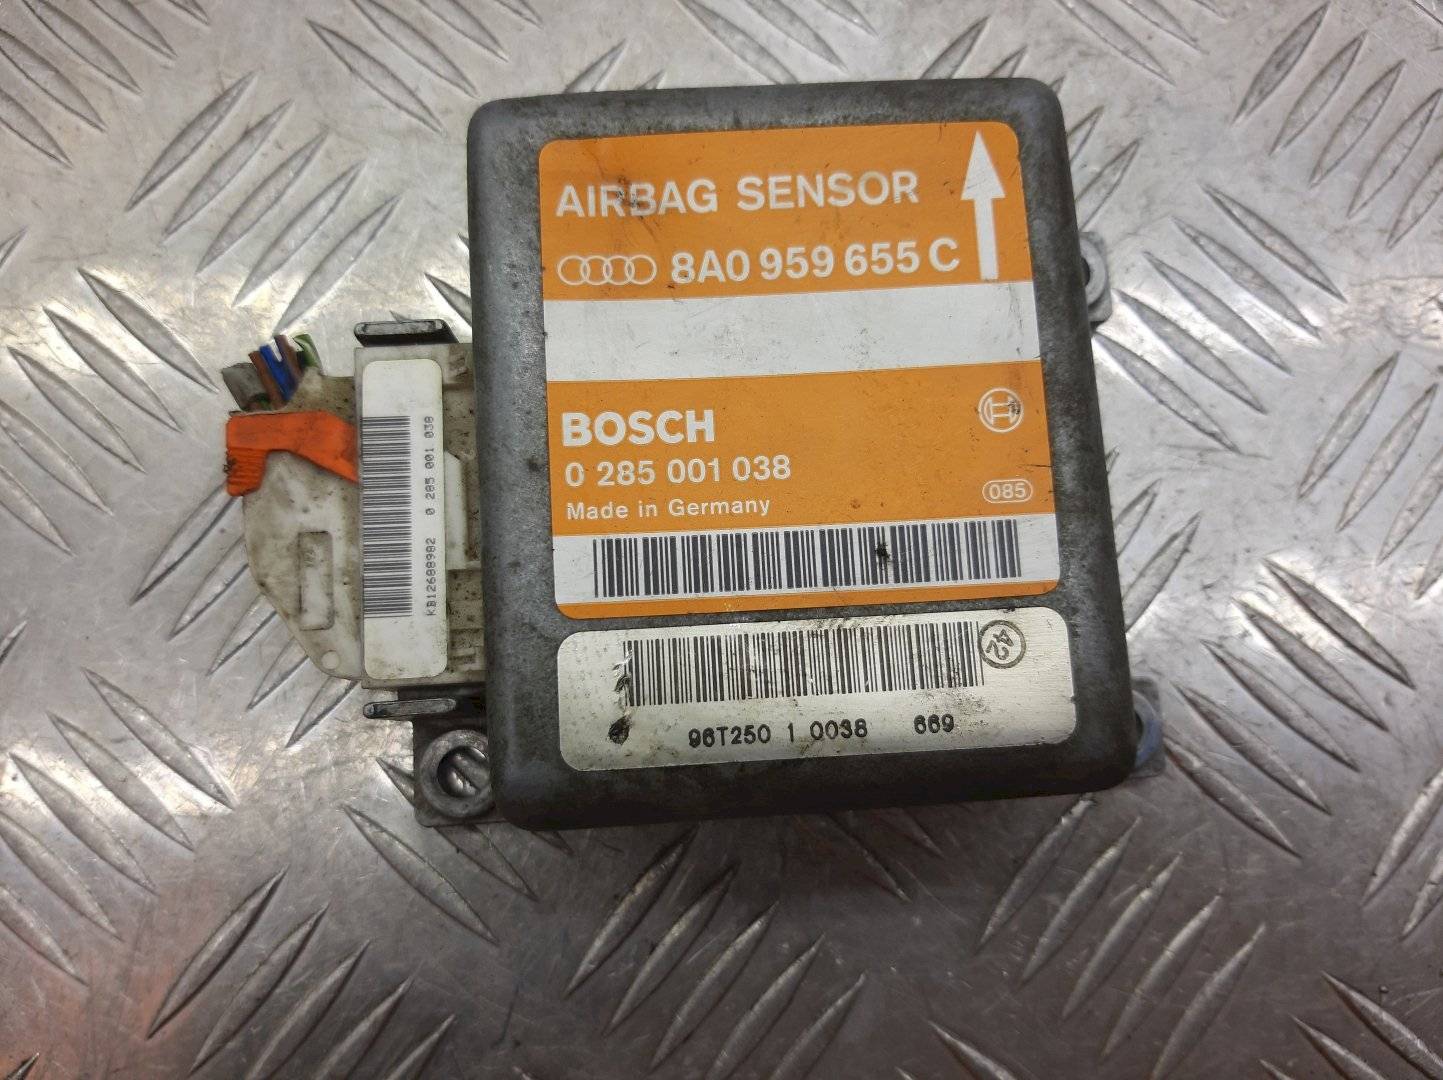 AIRBAG SENSOR
8A0 959 655 C
BOSCH
0 285 001 038
Made in Germany
085
A2
96T250 1 0038 669
KB12688982 0 285 001 038